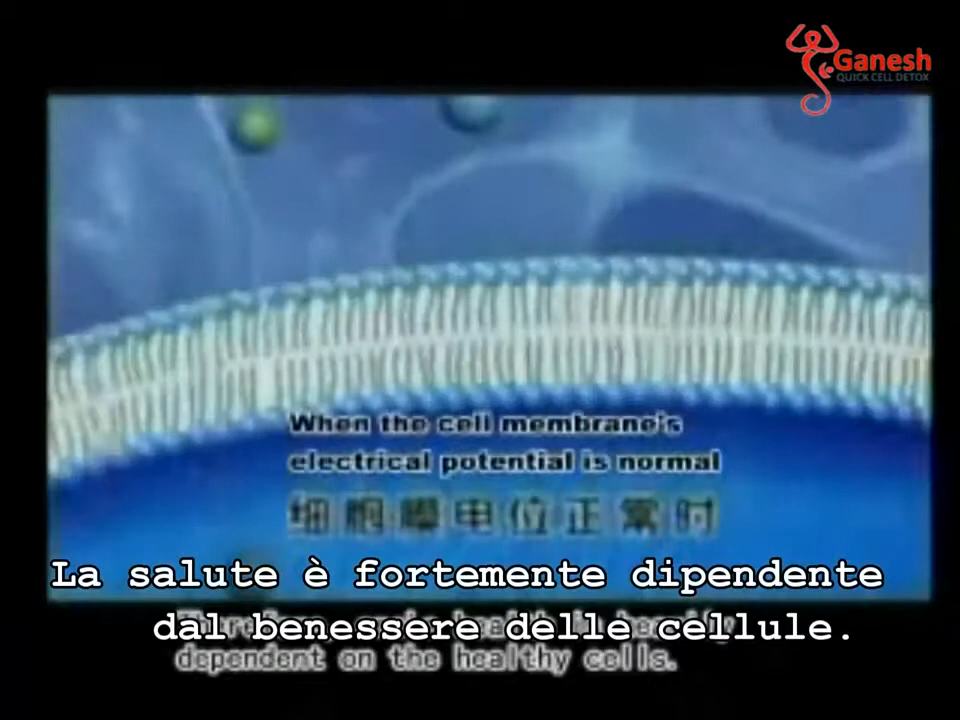 Ganesh
QUICK CELL DETOX
When the cell membrane's
electrical potential is normal
细胞膜电位正常时
La salute è fortemente dipendente
dal benessere delle cellule.
dependent on the healthy cells.